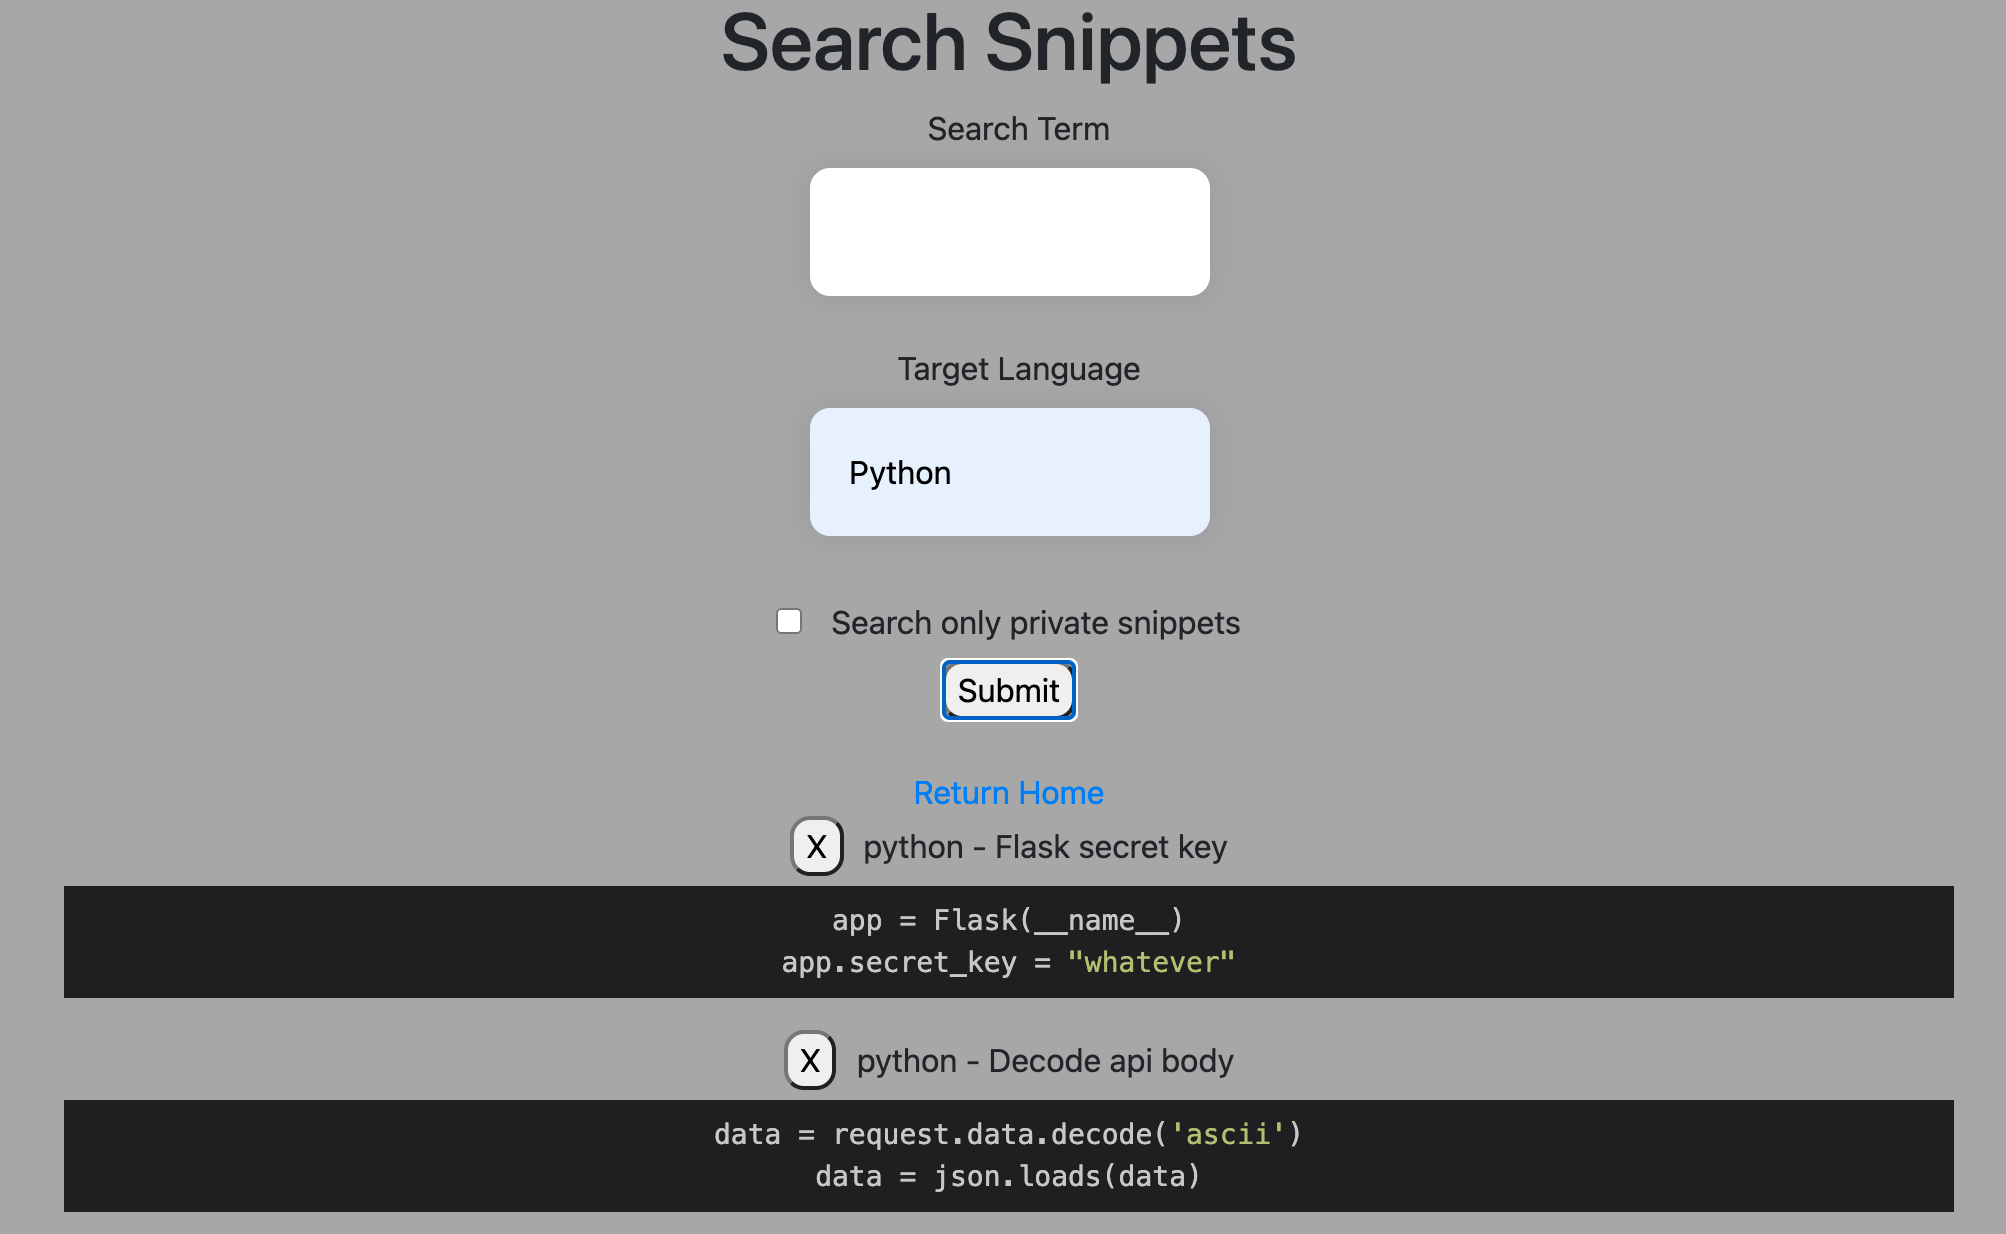 Search Snippets
Search Term
Target Language
Python
Search only private snippets
Submit
Return Home
X python - Flask secret key
app = Flask(__name__)
app.secret_key = "whatever"
X python - Decode api body
data = request.data.decode('ascii')
data = json.loads(data)